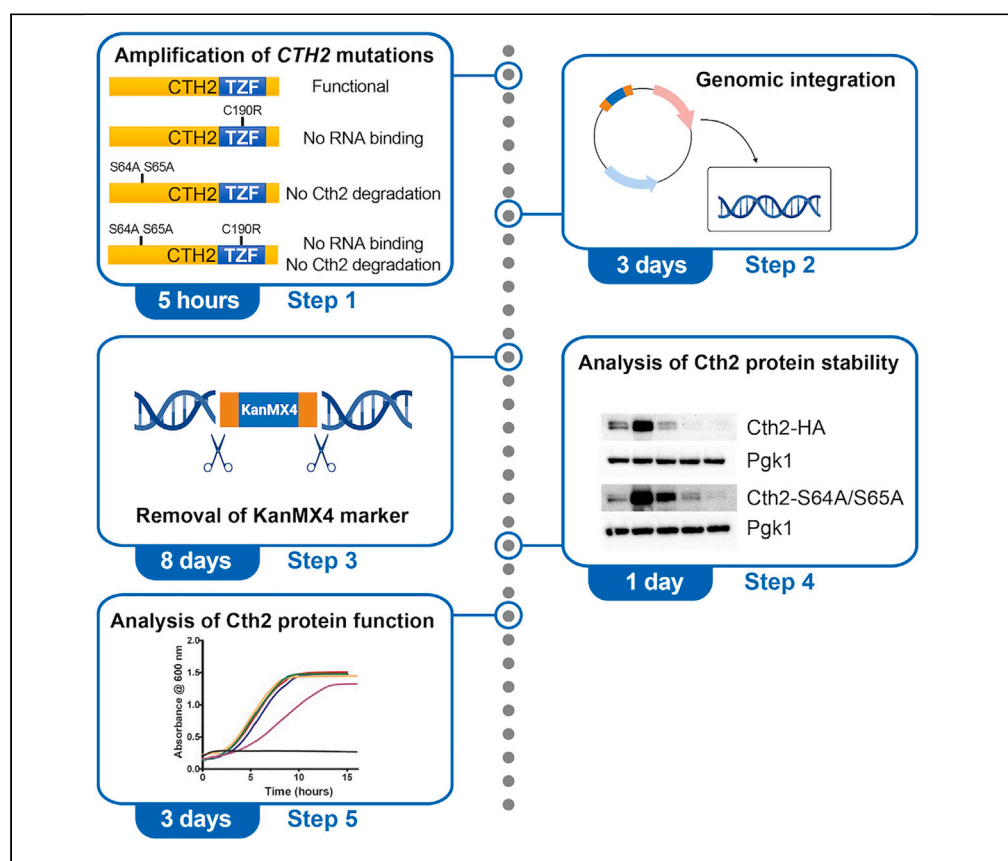 Amplification of CTH2 mutations
CTH2 TZF
Functional
C190R
CTH2 TZF
No RNA binding
S64A S65A
CTH2 TZF
No Cth2 degradation
S64A S65A C190R
CTH2 TZF
No RNA binding
No Cth2 degradation
5 hours Step 1
Genomic integration
3 days Step 2
KanMX4
Removal of KanMX4 marker
8 days Step 3
Analysis of Cth2 protein stability
Cth2-HA
Pgk1
Cth2-S64A/S65A
Pgk1
1 day Step 4
Analysis of Cth2 protein function
2.0
1.5
1.0
0.5
0.0
Absorbance @ 600 nm
0 5 10 15
Time (hours)
3 days Step 5